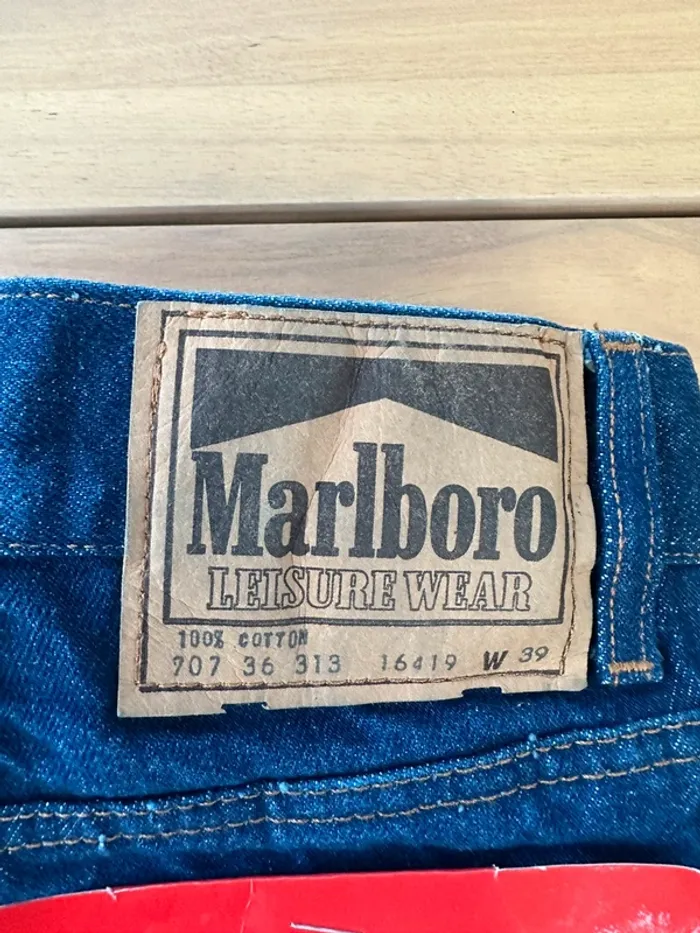 Marlboro
LEISURE WEAR
100% COTTON
707 36 313 16419 W 39